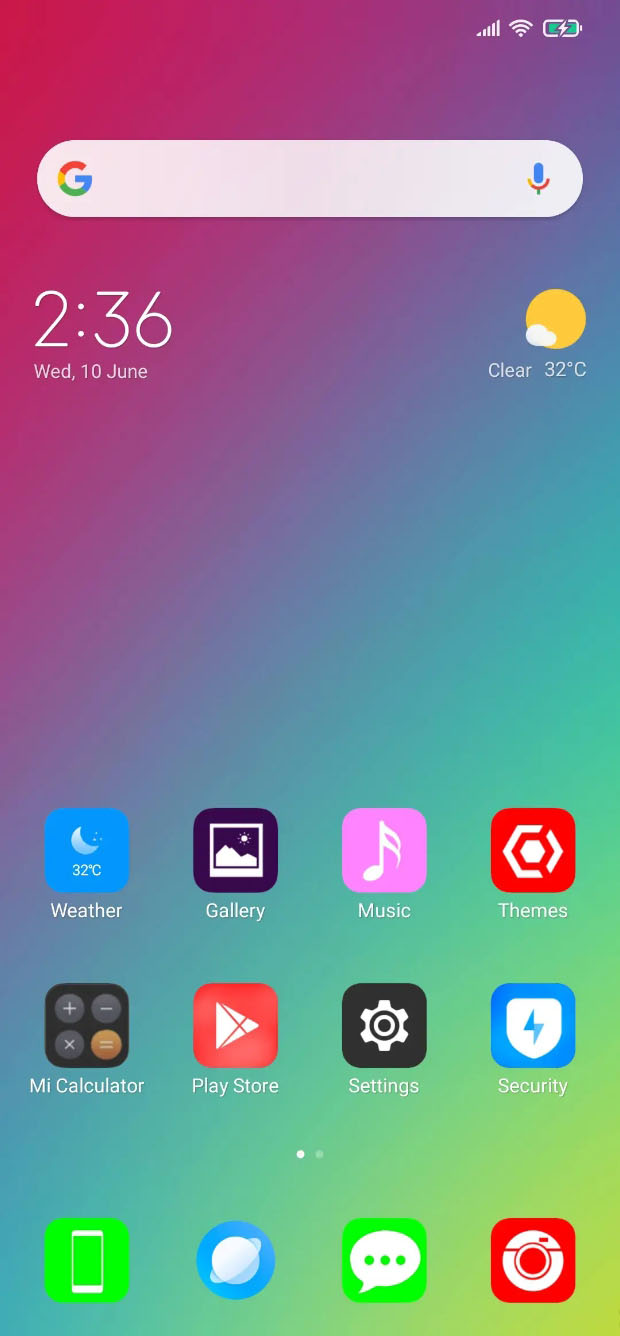 2:36
Wed, 10 June
Clear 32°C
32°C
Weather
Gallery
Music
Themes
Mi Calculator
Play Store
Settings
Security